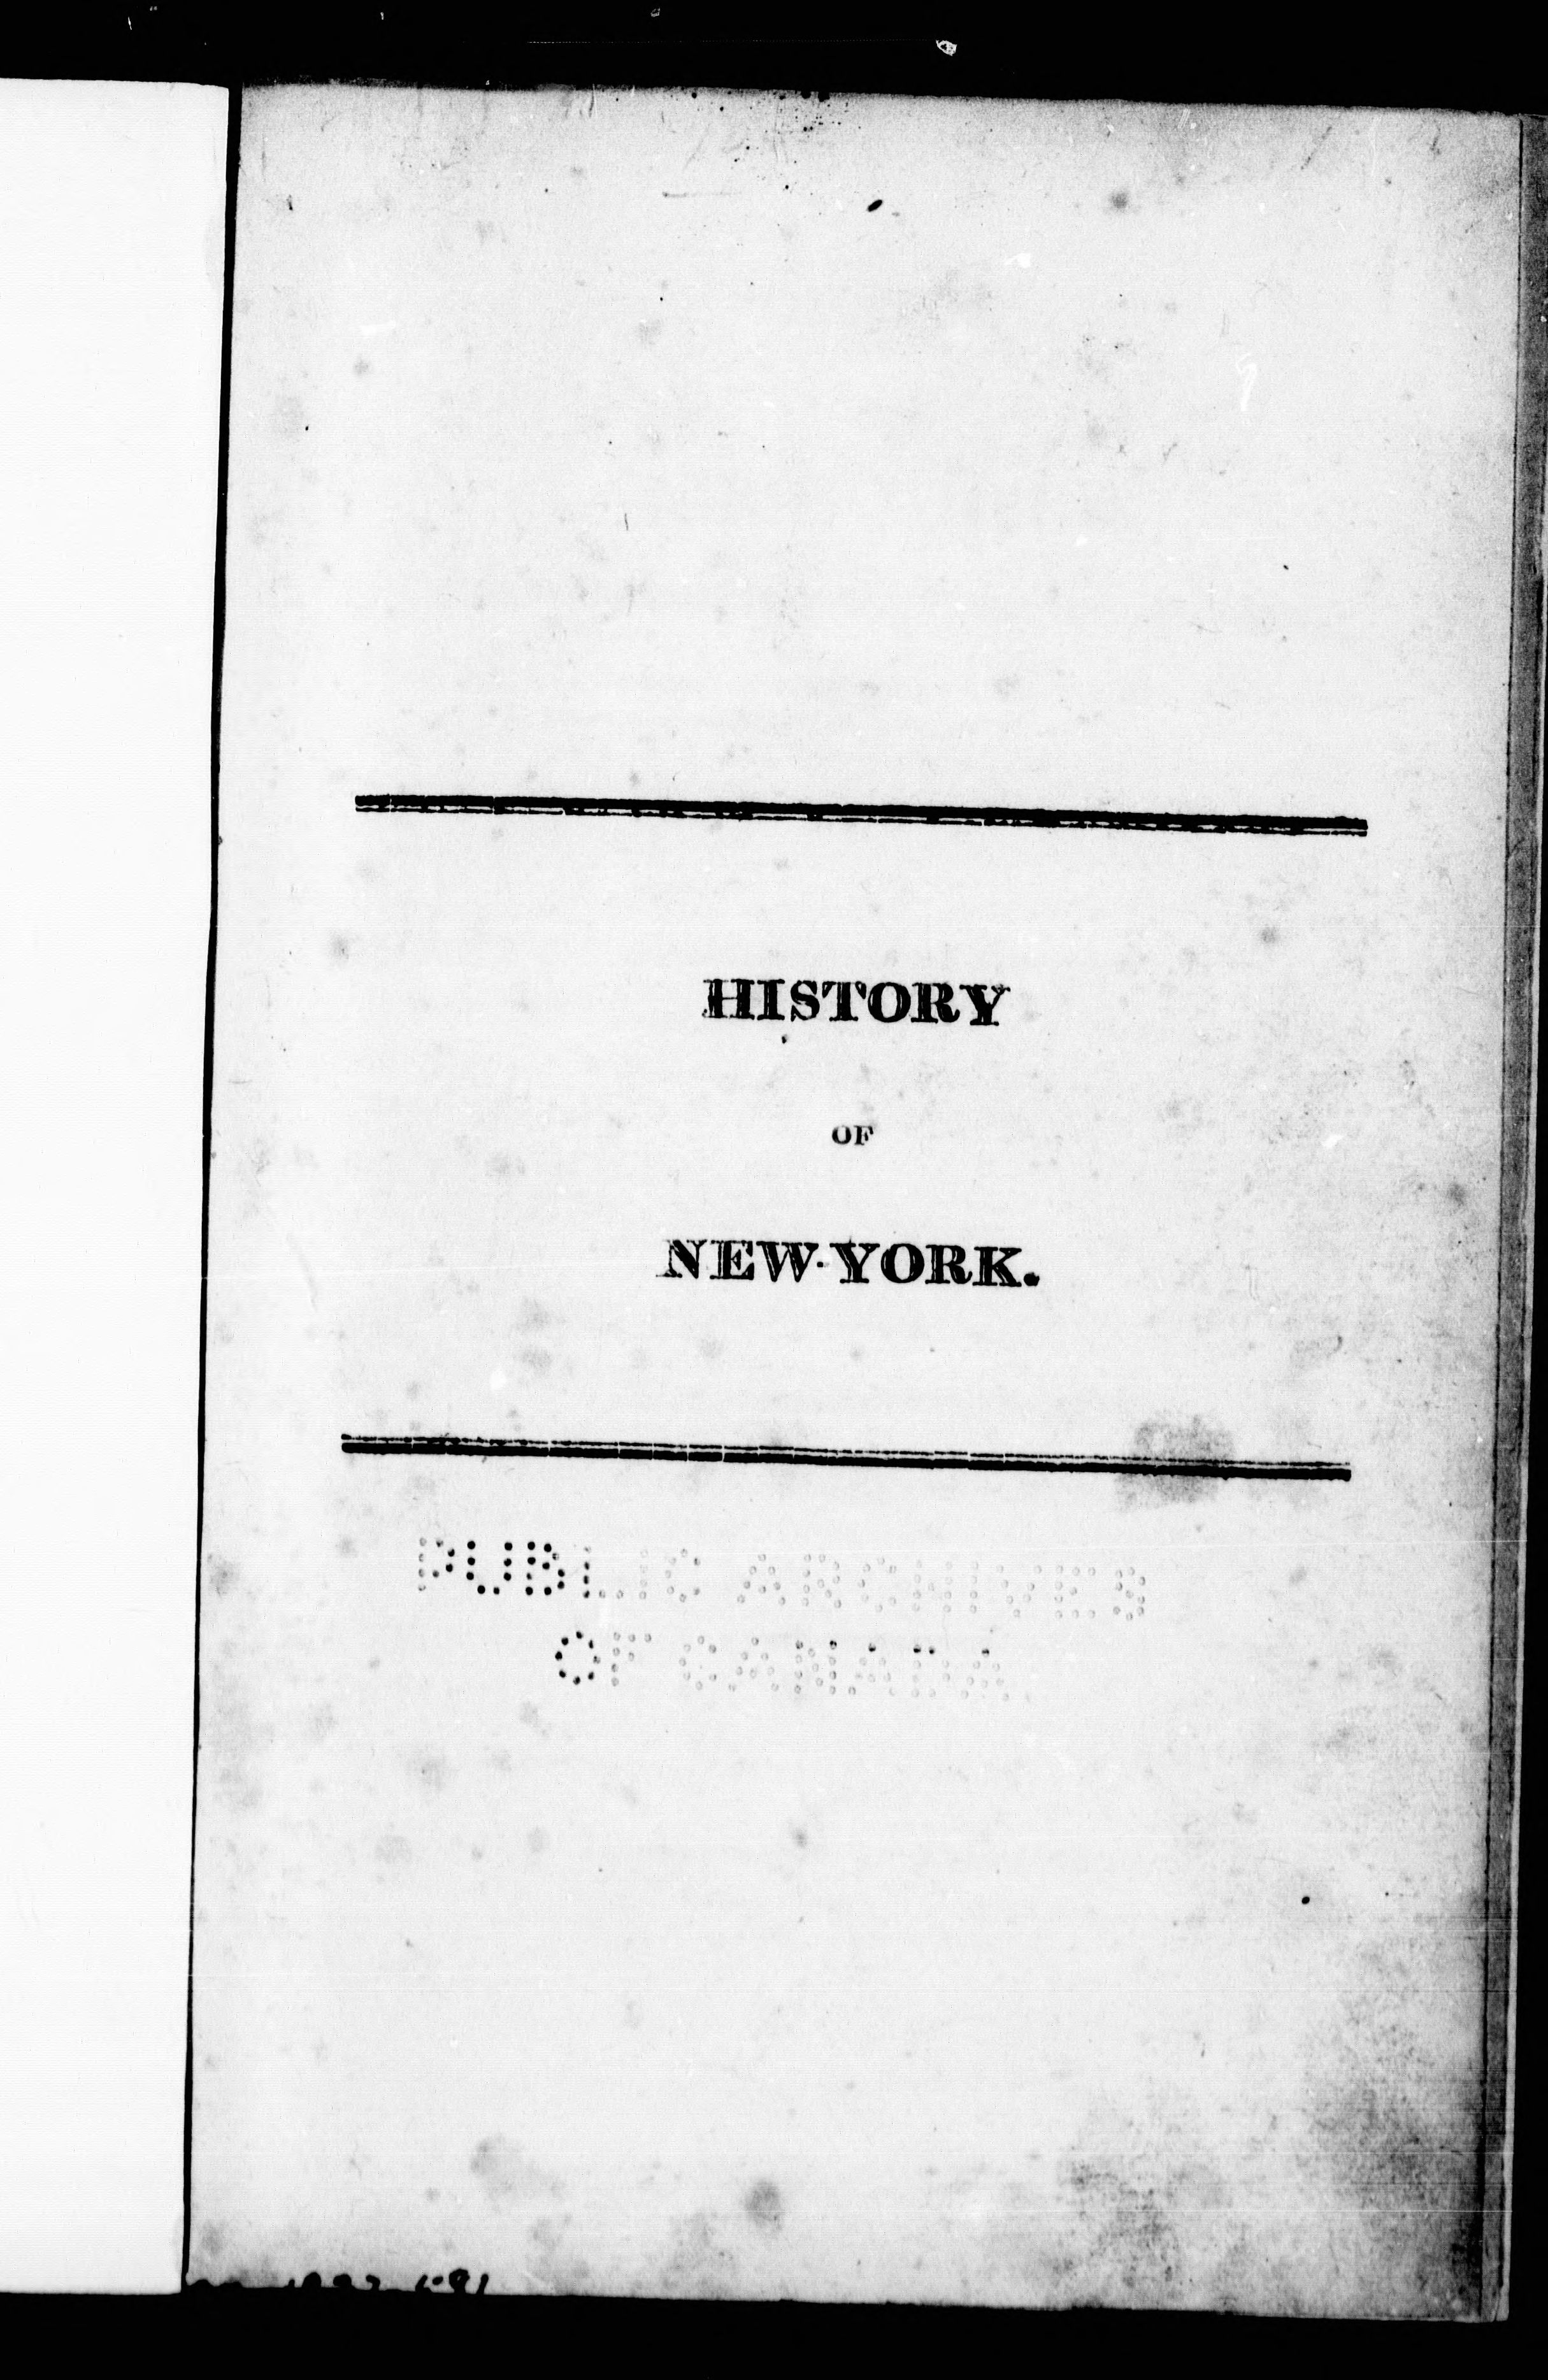 HISTORY
OF
NEW-YORK.
PUBLIC ARCHIVES
OF CANADA